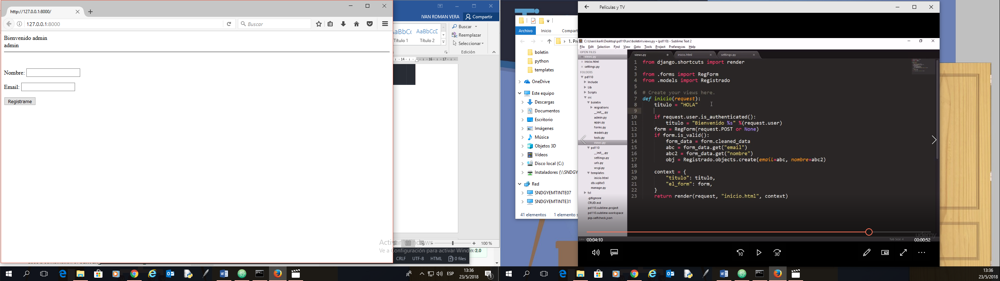 http://127.0.0.1:8000/
127.0.0.1:8000
Buscar
Bienvenido admin
admin
Nombre:
Email:
Registrame
IVAN ROMAN VERA
Compartir
AaBbCc
AaBbCcD
Título 1
Título 2
Buscar
Reemplazar
Seleccionar
Edición
14
16
17
100 %
Activar Windows
Ve a Configuración para activar Windows.
2.0
CRLF
UTF-8
HTML
0 files
ESP
13:36
23/5/2018
1
Archivo
Inicio
Compart
1. Pr
boletin
python
templates
OneDrive
Este equipo
Descargas
Documentos
Escritorio
Imágenes
Música
Objetos 3D
Vídeos
Disco local (C:)
Instaladores (\\SNDGY
Red
SNDGYEMTINTE07
SNDGYEMTINTE31
41 elementos
1 elemento s
Películas y TV
C:\Users\karli\Desktop\pd110\src\boletin\views.py • (pd110) - Sublime Text 2
File Edit Selection Find View Goto Tools Project Preferences Help
OPEN FILES
views.py
inicio.html
settings.py
FOLDERS
pd110
Include
Lib
Scripts
src
boletin
migrations
__init__.py
admin.py
apps.py
forms.py
models.py
tests.py
views.py
pd110
__init__.py
settings.py
urls.py
wsgi.py
templates
inicio.html
db.sqlite3
manage.py
tcl
.gitignore
CRUD.md
pd110.sublime-project
pd110.sublime-workspace
pip-selfcheck.json
views.py
inicio.html
settings.py
1 from django.shortcuts import render
2
3 from .forms import RegForm
4 from .models import Registrado
5
6 # Create your views here.
7 def inicio(request):
8 titulo = "HOLA"
9
10 if request.user.is_authenticated():
11 titulo = "Bienvenido %s" %(request.user)
12 form = RegForm(request.POST or None)
13 if form.is_valid():
14 form_data = form.cleaned_data
15 abc = form_data.get("email")
16 abc2 = form_data.get("nombre")
17 obj = Registrado.objects.create(email=abc, nombre=abc2)
18
19 context = {
20 "titulo": titulo,
21 "el_form": form,
22 }
23 return render(request, "inicio.html", context)
udemy
Tab Size: 4
00:04:10
00:00:52
10
30
13:36
23/5/2018